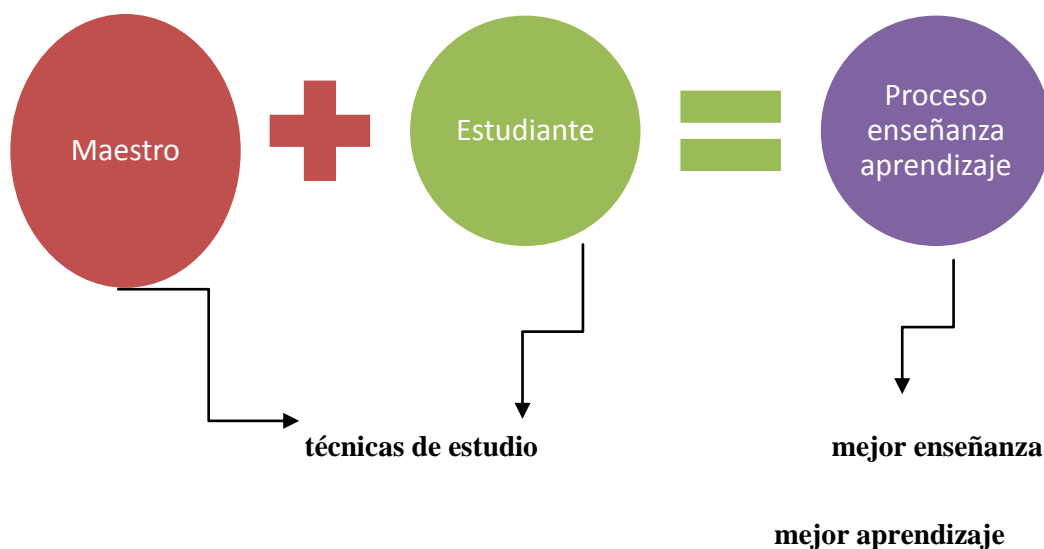 Maestro
Estudiante
Proceso
enseñanza
aprendizaje
técnicas de estudio
mejor enseñanza
mejor aprendizaje